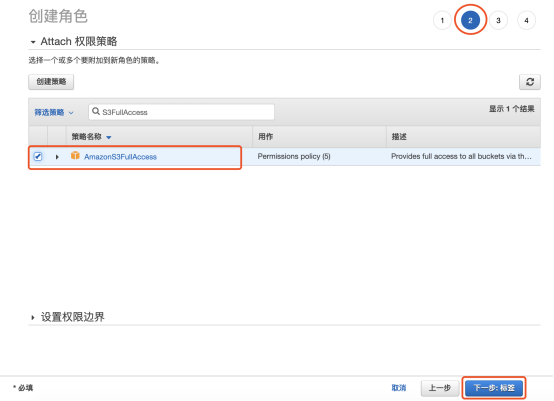 创建角色
1 2 3 4
Attach 权限策略
选择一个或多个要附加到新角色的策略。
创建策略
筛选策略 S3FullAccess 显示 1 个结果
策略名称 用作 描述
AmazonS3FullAccess Permissions policy (5) Provides full access to all buckets via th...
设置权限边界
* 必填 取消 上一步 下一步: 标签